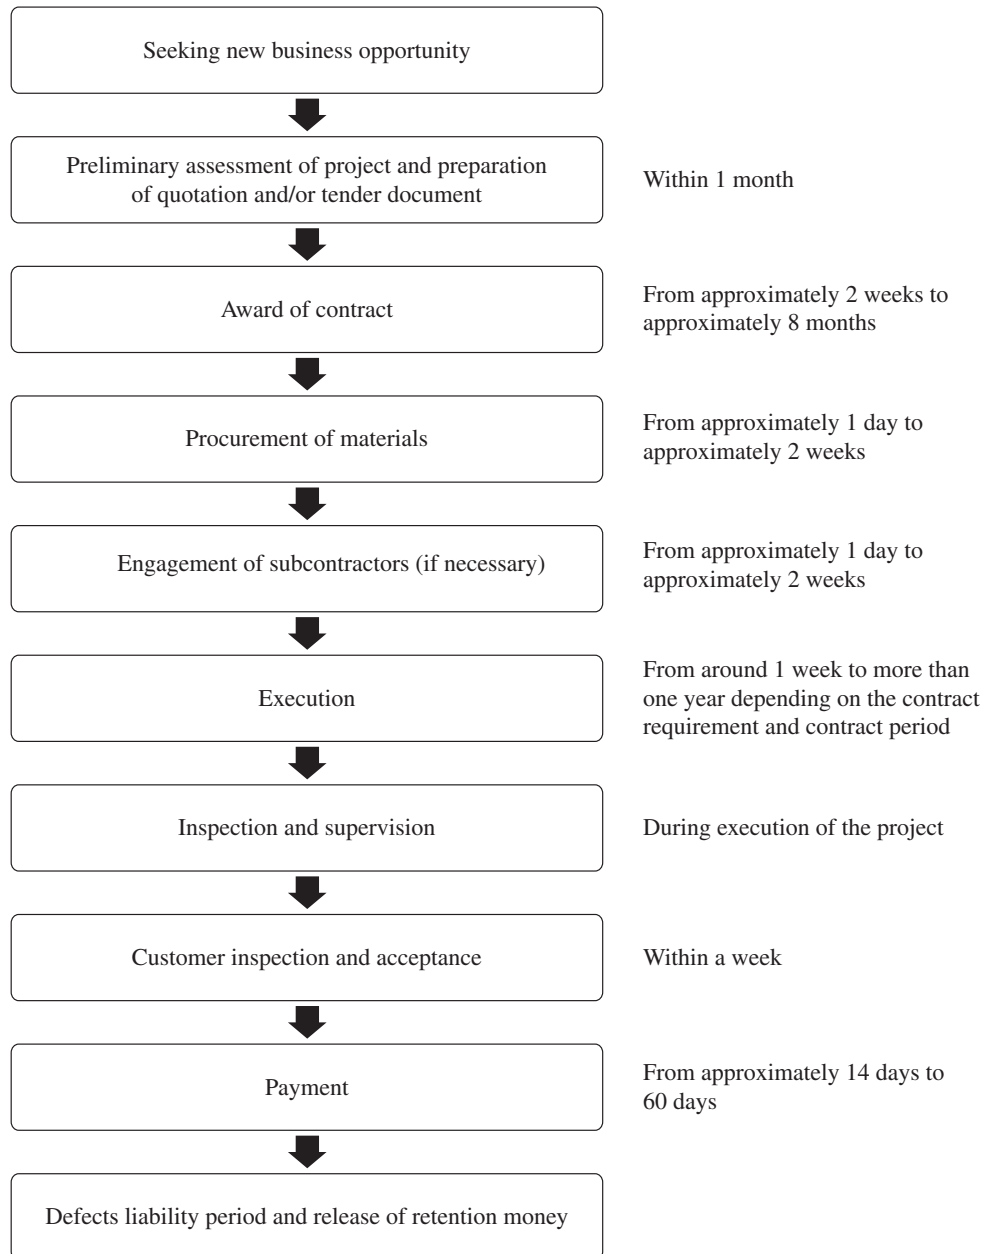 Seeking new business opportunity
Preliminary assessment of project and preparation
of quotation and/or tender document
Within 1 month
Award of contract
From approximately 2 weeks to
approximately 8 months
Procurement of materials
From approximately 1 day to
approximately 2 weeks
Engagement of subcontractors (if necessary)
From approximately 1 day to
approximately 2 weeks
Execution
From around 1 week to more than
one year depending on the contract
requirement and contract period
Inspection and supervision
During execution of the project
Customer inspection and acceptance
Within a week
Payment
From approximately 14 days to
60 days
Defects liability period and release of retention money